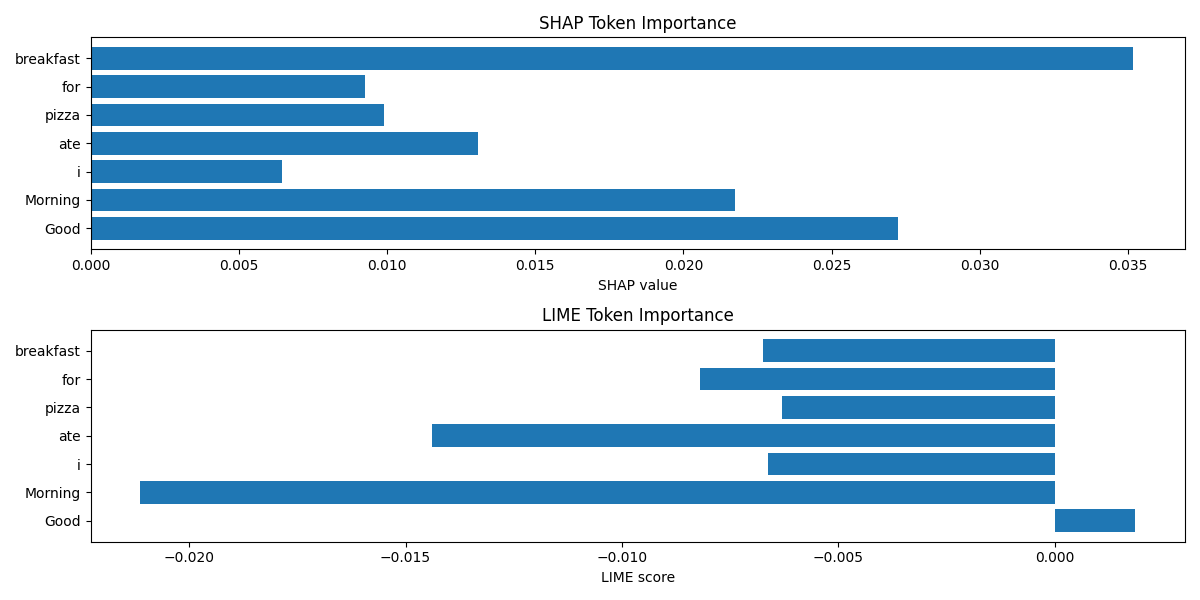 SHAP Token Importance
breakfast
for
pizza
ate
i
Morning
Good
0.000 0.005 0.010 0.015 0.020 0.025 0.030 0.035
SHAP value
LIME Token Importance
breakfast
for
pizza
ate
i
Morning
Good
−0.020 −0.015 −0.010 −0.005 0.000
LIME score